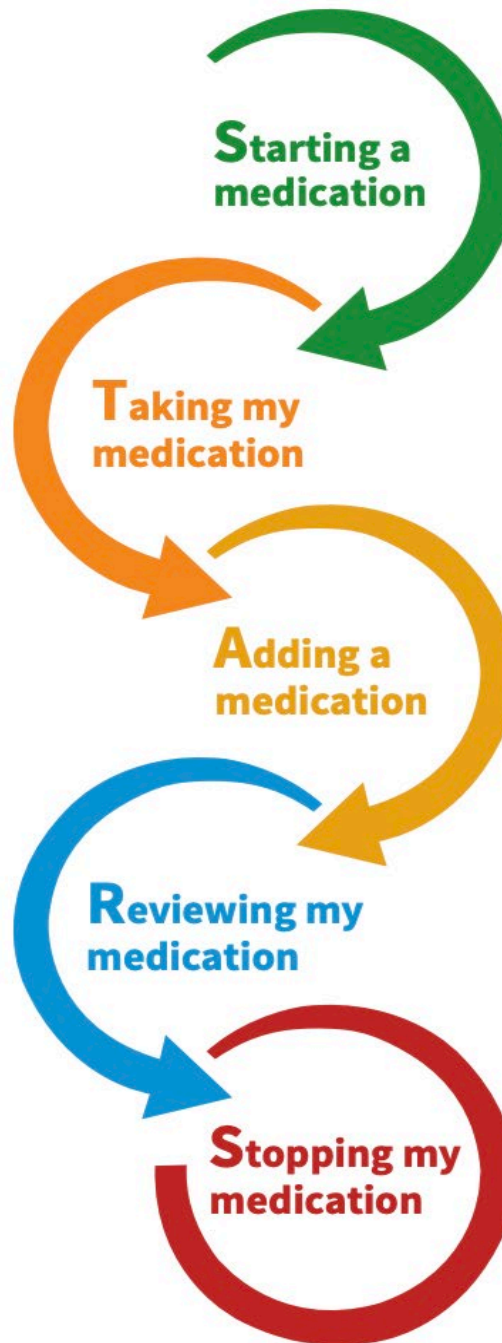 Starting a
medication
Taking my
medication
Adding a
medication
Reviewing my
medication
Stopping my
medication